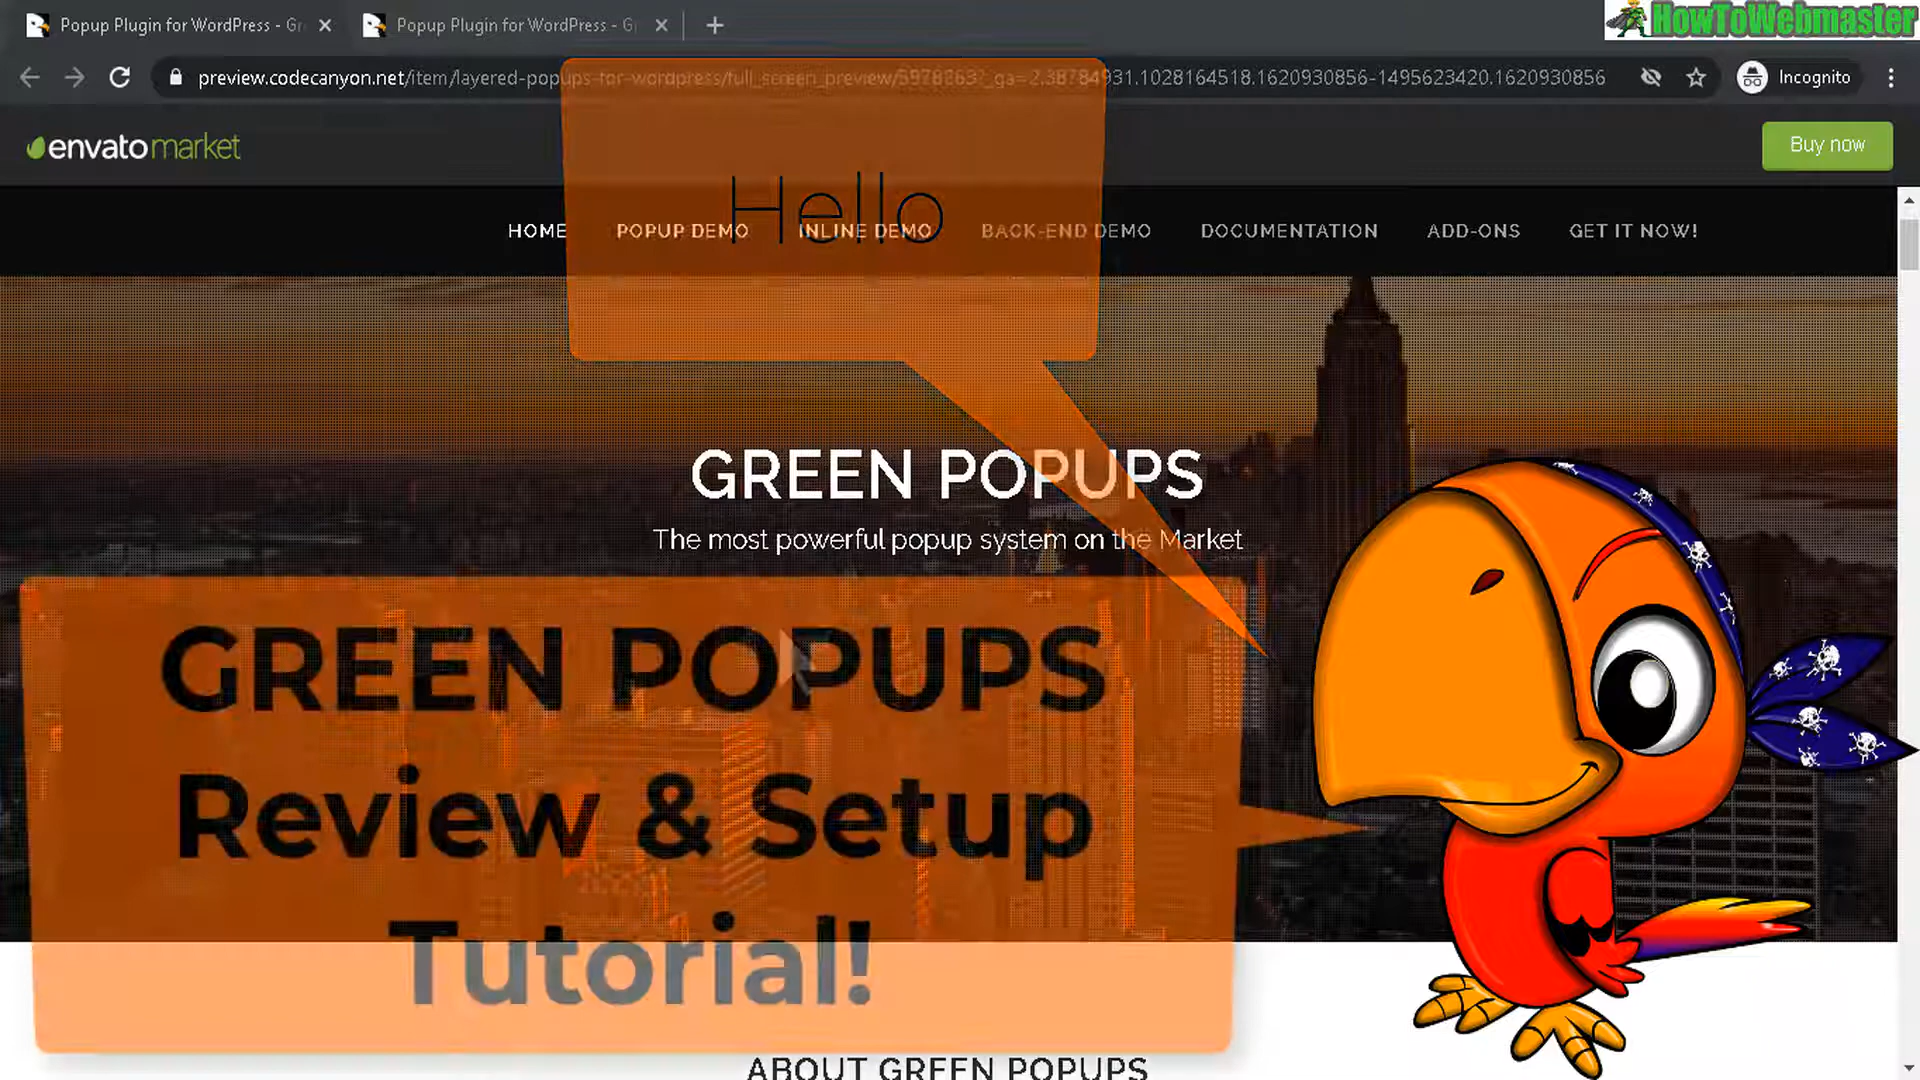 Popup Plugin for WordPress - Gr
Popup Plugin for WordPress - G
HowToWebmaster
preview.codecanyon.net/item/layered-popups-for-wordpress/full_screen_preview/5978263?_ga=2.38784931.1028164518.1620930856-1495623420.1620930856
Incognito
envato market
Buy now
Hello
HOME
POPUP DEMO
INLINE DEMO
BACK-END DEMO
DOCUMENTATION
ADD-ONS
GET IT NOW!
GREEN POPUPS
The most powerful popup system on the Market
GREEN POPUPS
Review & Setup
Tutorial!
ABOUT GREEN POPUPS